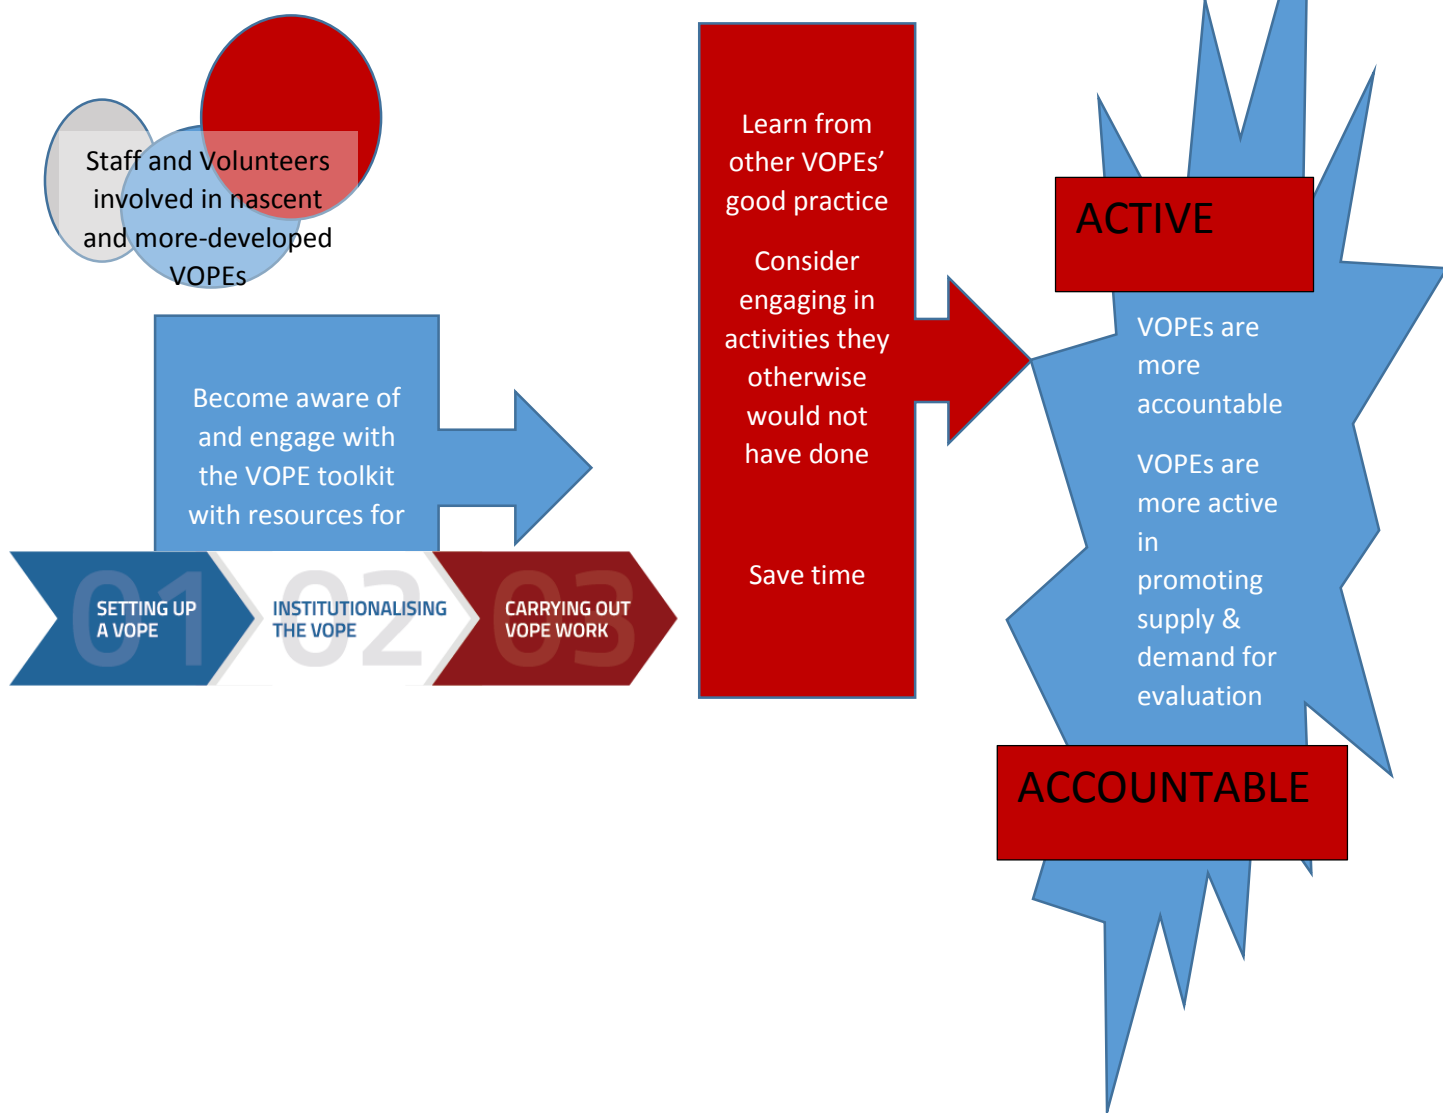 Staff and Volunteers
involved in nascent
and more-developed
VOPEs
Become aware of
and engage with
the VOPE toolkit
with resources for
01
SETTING UP
A VOPE
02
INSTITUTIONALISING
THE VOPE
03
CARRYING OUT
VOPE WORK
Learn from
other VOPEs’
good practice
Consider
engaging in
activities they
otherwise
would not
have done
Save time
ACTIVE
VOPEs are
more
accountable
VOPEs are
more active
in
promoting
supply &
demand for
evaluation
ACCOUNTABLE